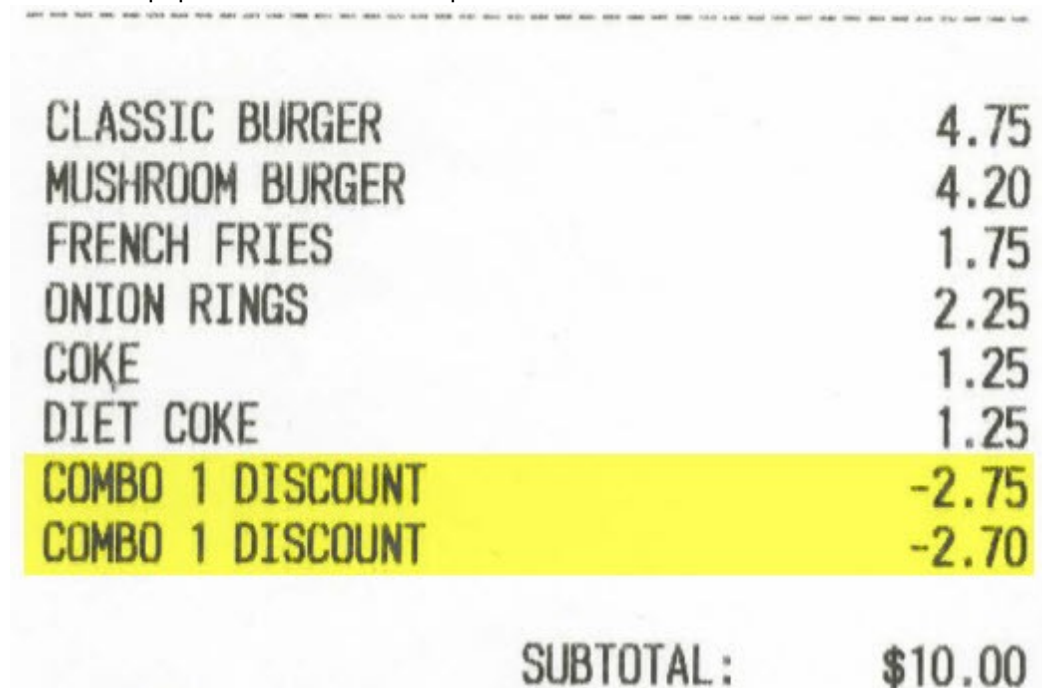 CLASSIC BURGER 4.75
MUSHROOM BURGER 4.20
FRENCH FRIES 1.75
ONION RINGS 2.25
COKE 1.25
DIET COKE 1.25
COMBO 1 DISCOUNT -2.75
COMBO 1 DISCOUNT -2.70
SUBTOTAL: $10.00